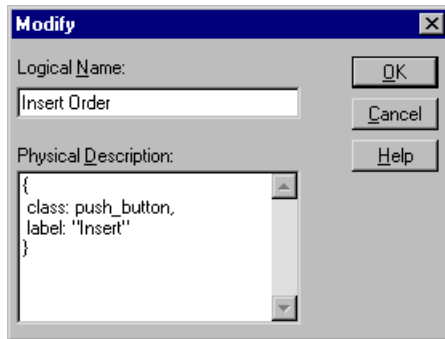 Modify
Logical Name:
Insert Order
Physical Description:
{
class: push_button,
label: "Insert"
}
OK
Cancel
Help